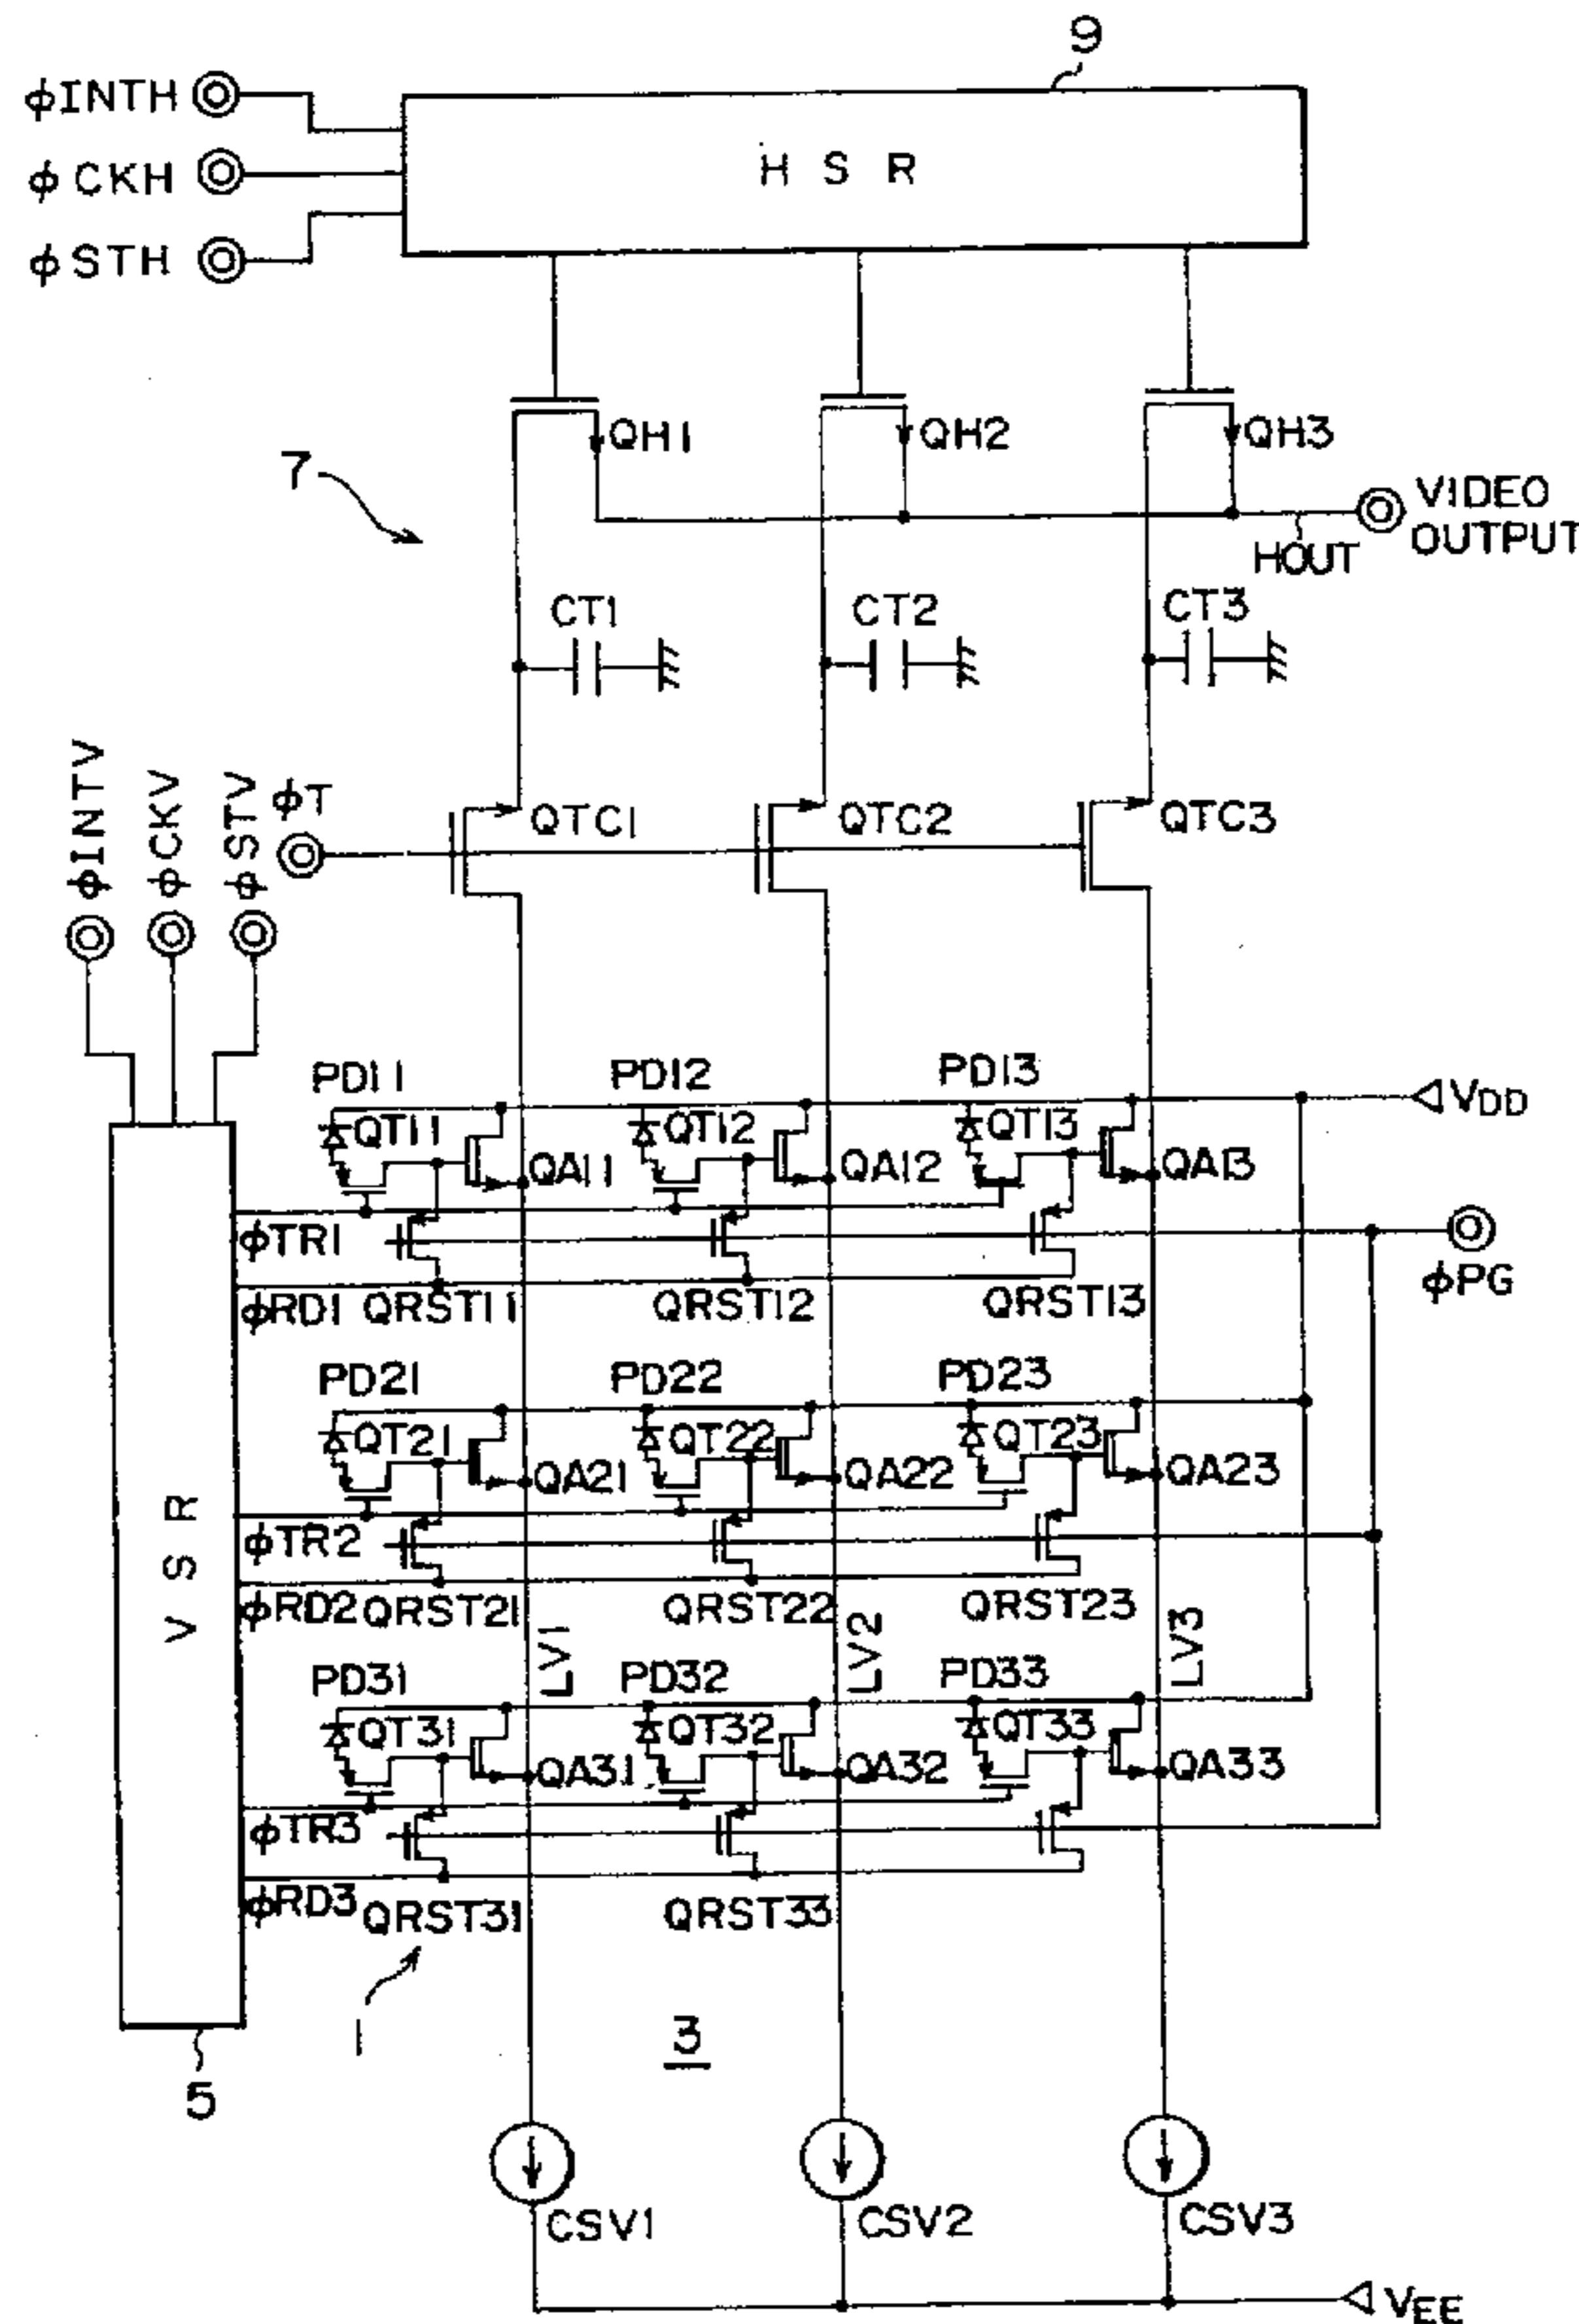 9
φINTH
φCKH
φSTH
H S R
QH1
QH2
QH3
7
VIDEO
OUTPUT
HOUT
CT1
CT2
CT3
φINTV
φCKV
φSTV
φT
QTC1
QTC2
QTC3
PD11
PD12
PD13
VDD
QT11
QT12
QT13
QA11
QA12
QA13
φTR1
φPG
φRD1
QRST11
QRST12
QRST13
PD21
PD22
PD23
QT21
QT22
QT23
QA21
QA22
QA23
φTR2
φRD2
QRST21
QRST22
QRST23
V S R
LV1
LV2
LV3
PD31
PD32
PD33
QT31
QT32
QT33
QA31
QA32
QA33
φTR3
φRD3
QRST31
QRST33
1
3
5
CSV1
CSV2
CSV3
VEE